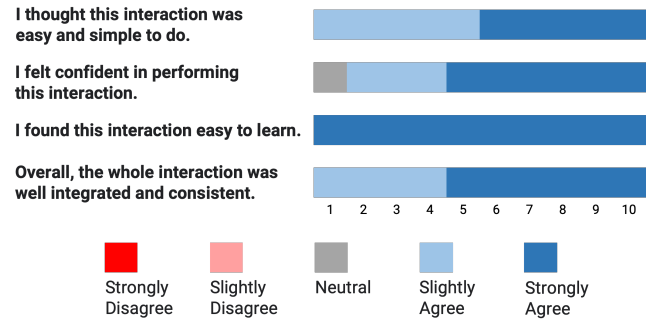 I thought this interaction was
easy and simple to do.
I felt confident in performing
this interaction.
I found this interaction easy to learn.
Overall, the whole interaction was
well integrated and consistent.
1 2 3 4 5 6 7 8 9 10
Strongly
Disagree
Slightly
Disagree
Neutral
Slightly
Agree
Strongly
Agree